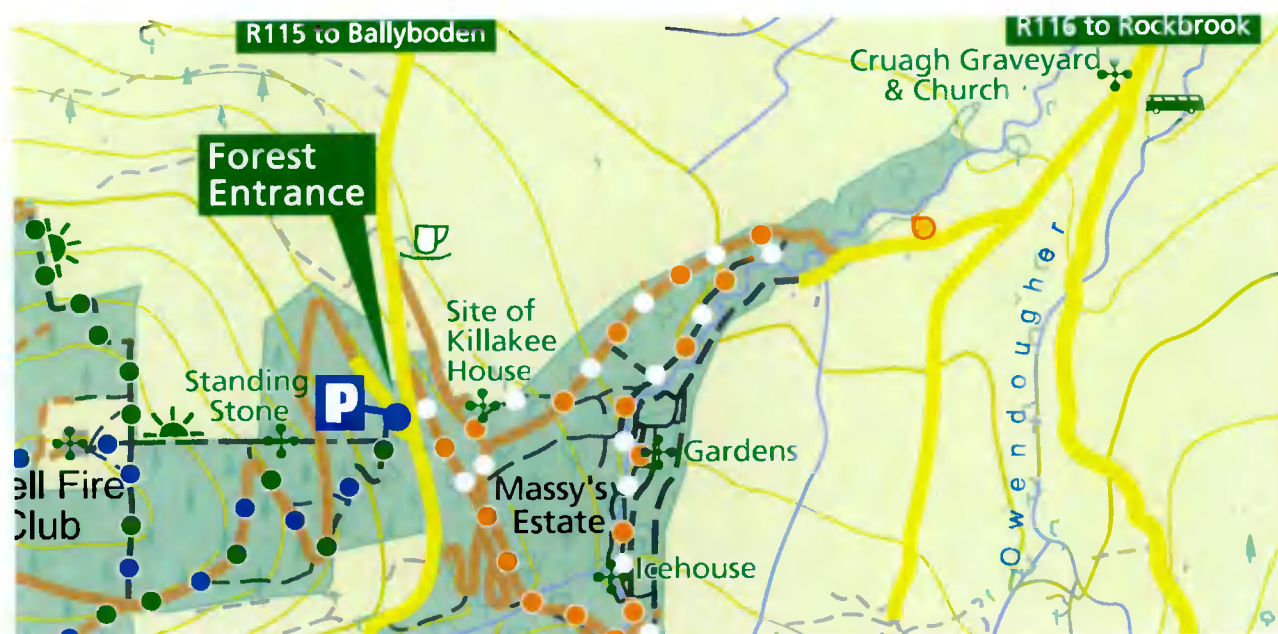 R115 to Ballyboden
R116 to Rockbrook
Cruagh Graveyard
& Church
Forest
Entrance
Site of
Killakee
House
Standing
Stone
P
Gardens
ell Fire
Club
Massy's
Estate
Icehouse
Owendougher